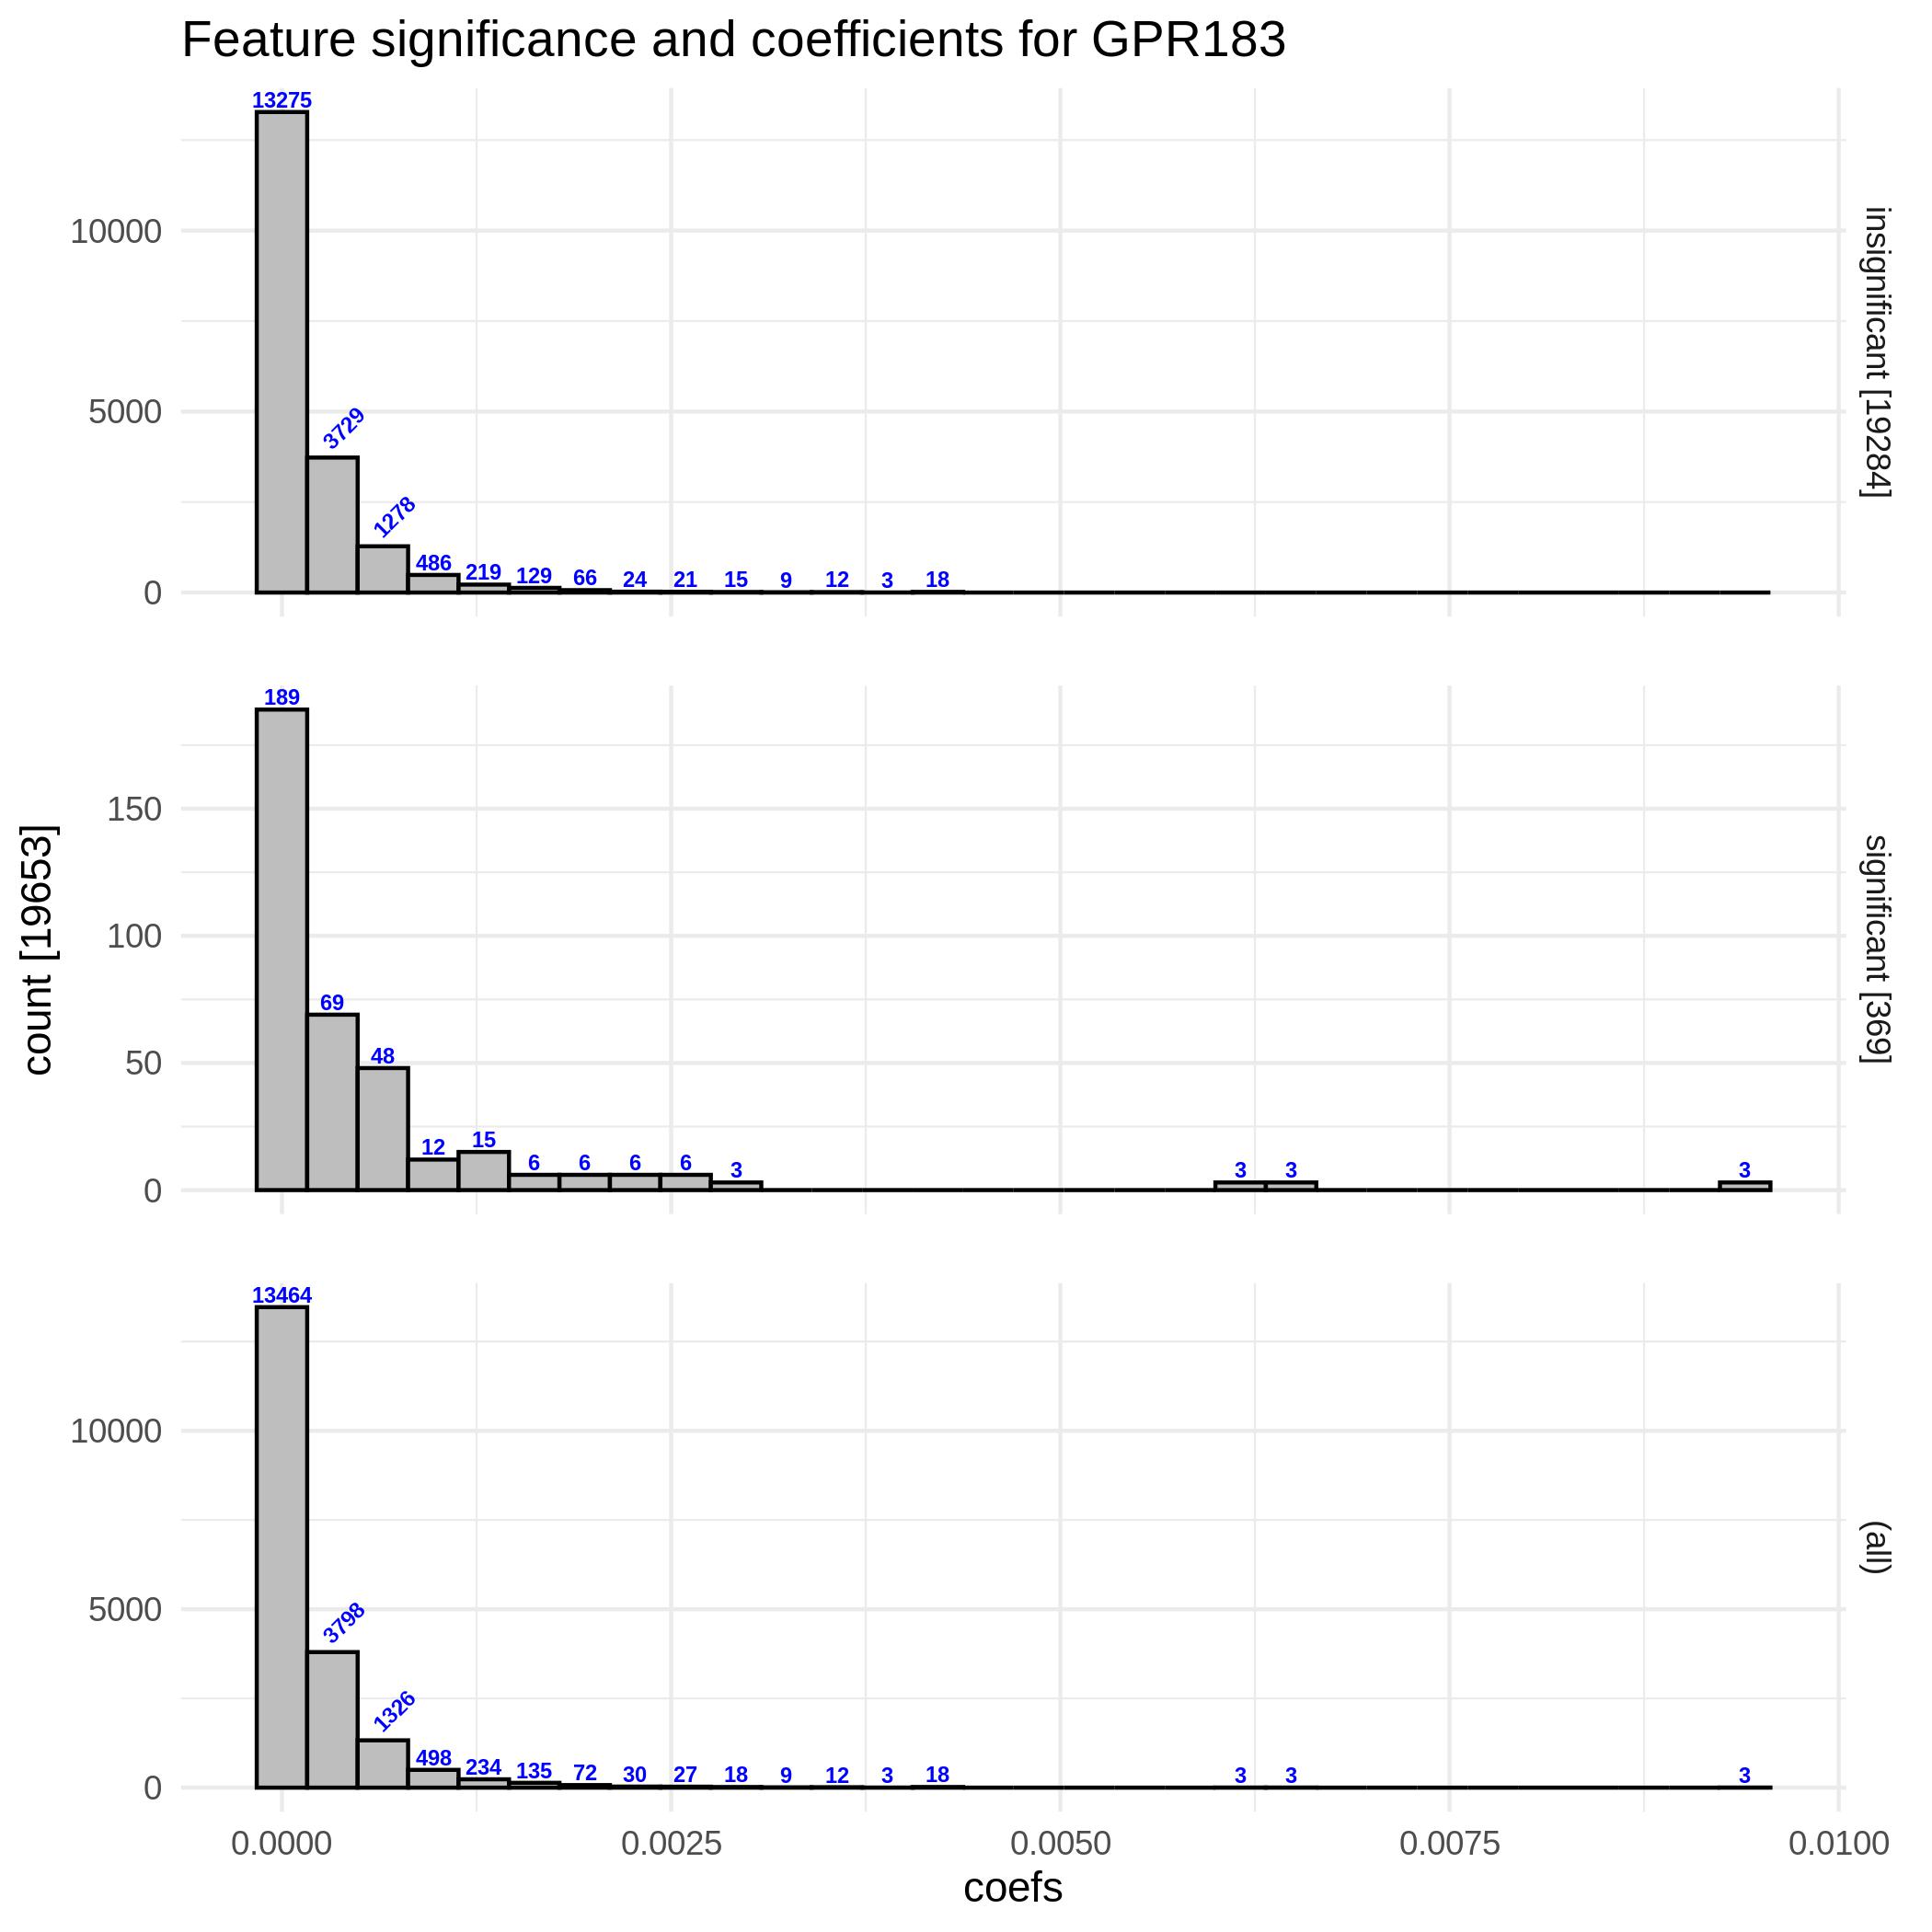 Feature significance and coefficients for GPR183
13275
3729
1278
486 219 129 66 24 21 15 9 12 3 18
10000
5000
0
insignificant [19284]
189
69
48
12 15 6 6 6 6 3 3 3 3
150
100
50
0
significant [369]
count [19653]
13464
3798
1326
498 234 135 72 30 27 18 9 12 3 18 3 3 3
10000
5000
0
(all)
0.0000 0.0025 0.0050 0.0075 0.0100
coefs